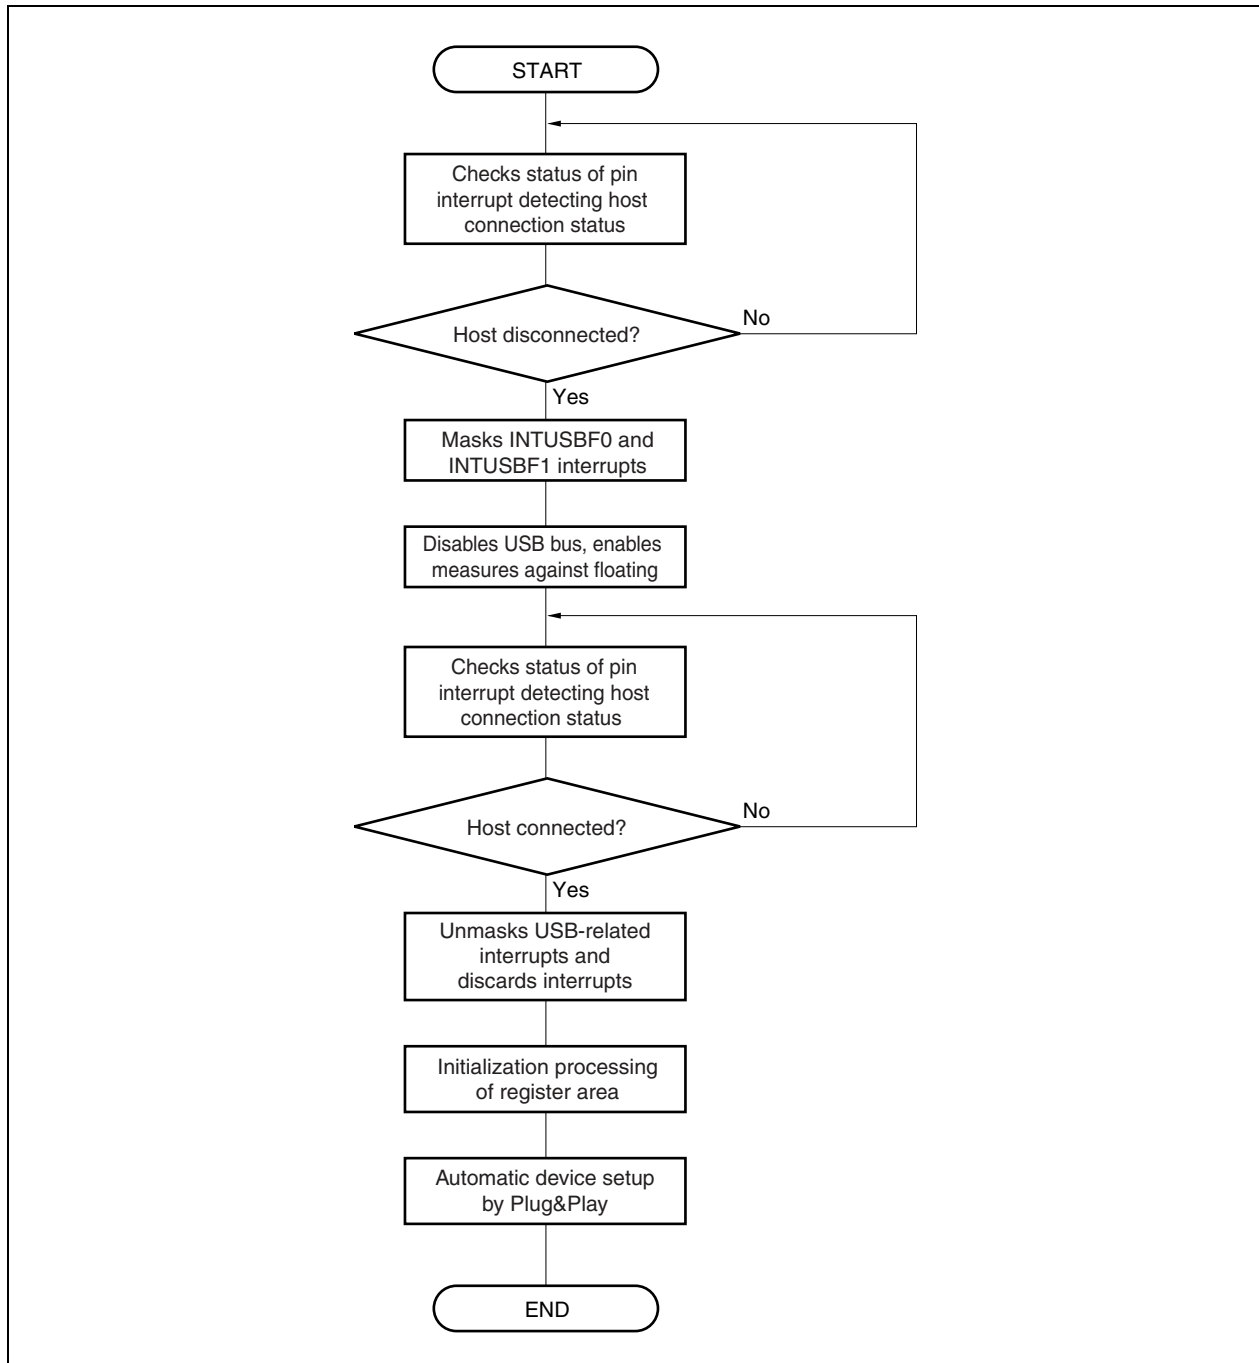 START
Checks status of pin
interrupt detecting host
connection status
Host disconnected?
No
Yes
Masks INTUSBF0 and
INTUSBF1 interrupts
Disables USB bus, enables
measures against floating
Checks status of pin
interrupt detecting host
connection status
Host connected?
No
Yes
Unmasks USB-related
interrupts and
discards interrupts
Initialization processing
of register area
Automatic device setup
by Plug&Play
END